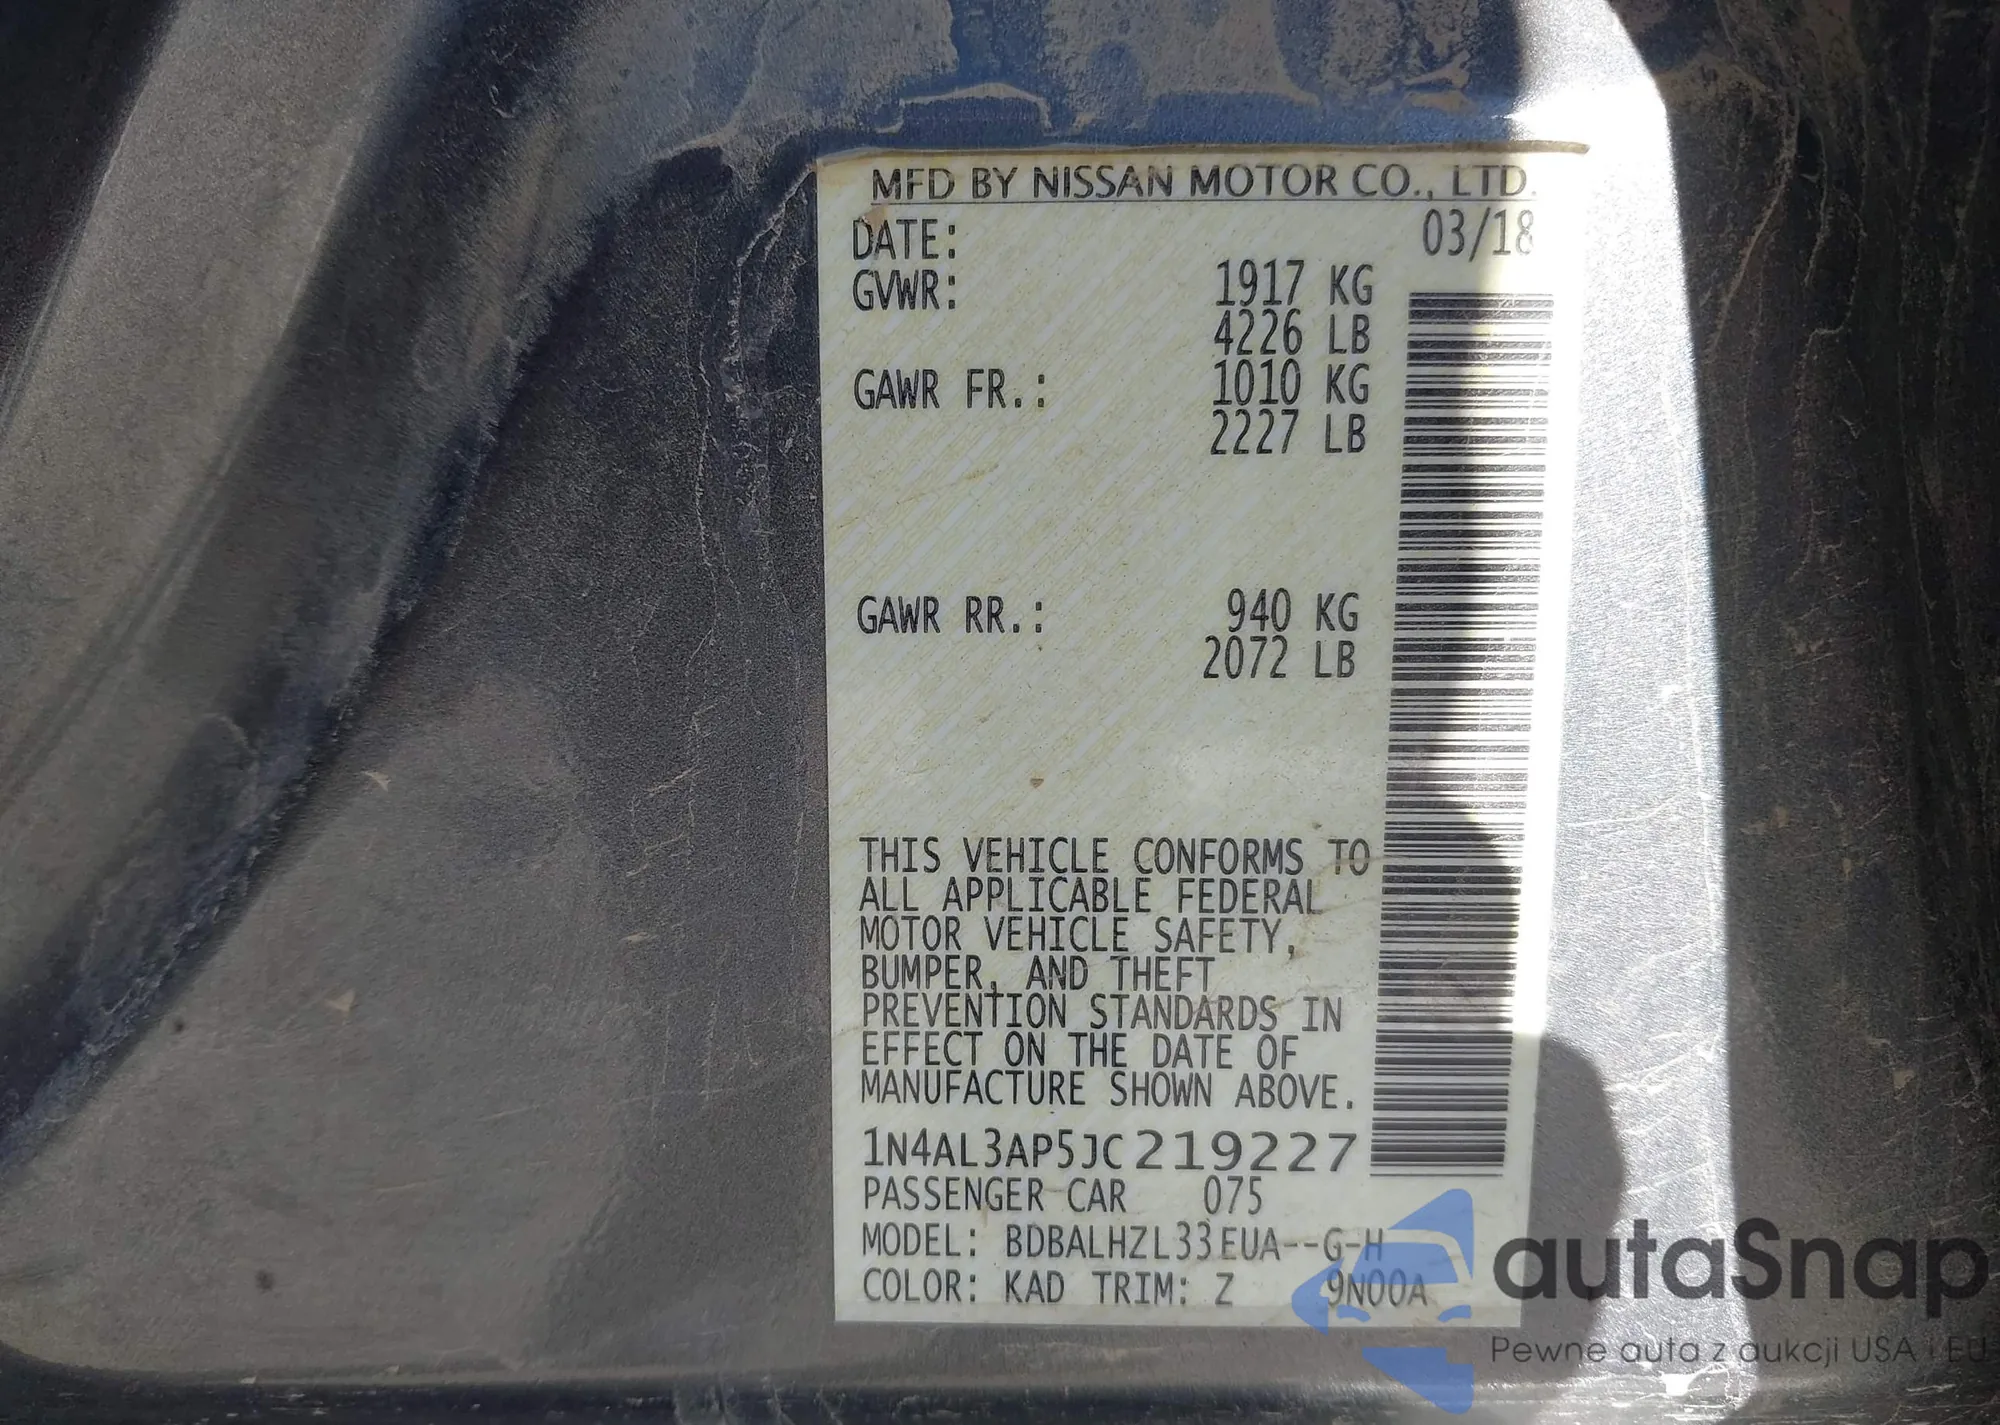 MFD BY NISSAN MOTOR CO., LTD.
DATE: 03/18
GVWR: 1917 KG
4226 LB
GAWR FR.: 1010 KG
2227 LB
GAWR RR.: 940 KG
2072 LB
THIS VEHICLE CONFORMS TO
ALL APPLICABLE FEDERAL
MOTOR VEHICLE SAFETY,
BUMPER, AND THEFT
PREVENTION STANDARDS IN
EFFECT ON THE DATE OF
MANUFACTURE SHOWN ABOVE.
1N4AL3AP5JC219227
PASSENGER CAR 075
MODEL: BDBALHZL33EUA--G-H
COLOR: KAD TRIM: Z 9N00A
autoSnap
Pewne auta z aukcji USA i EU